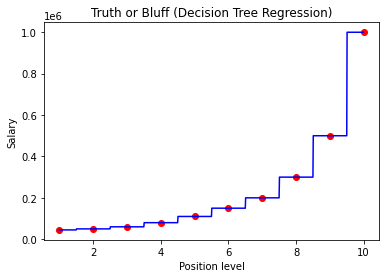 Truth or Bluff (Decision Tree Regression)
1e6
1.0
0.8
0.6
0.4
0.2
0.0
Salary
2 4 6 8 10
Position level